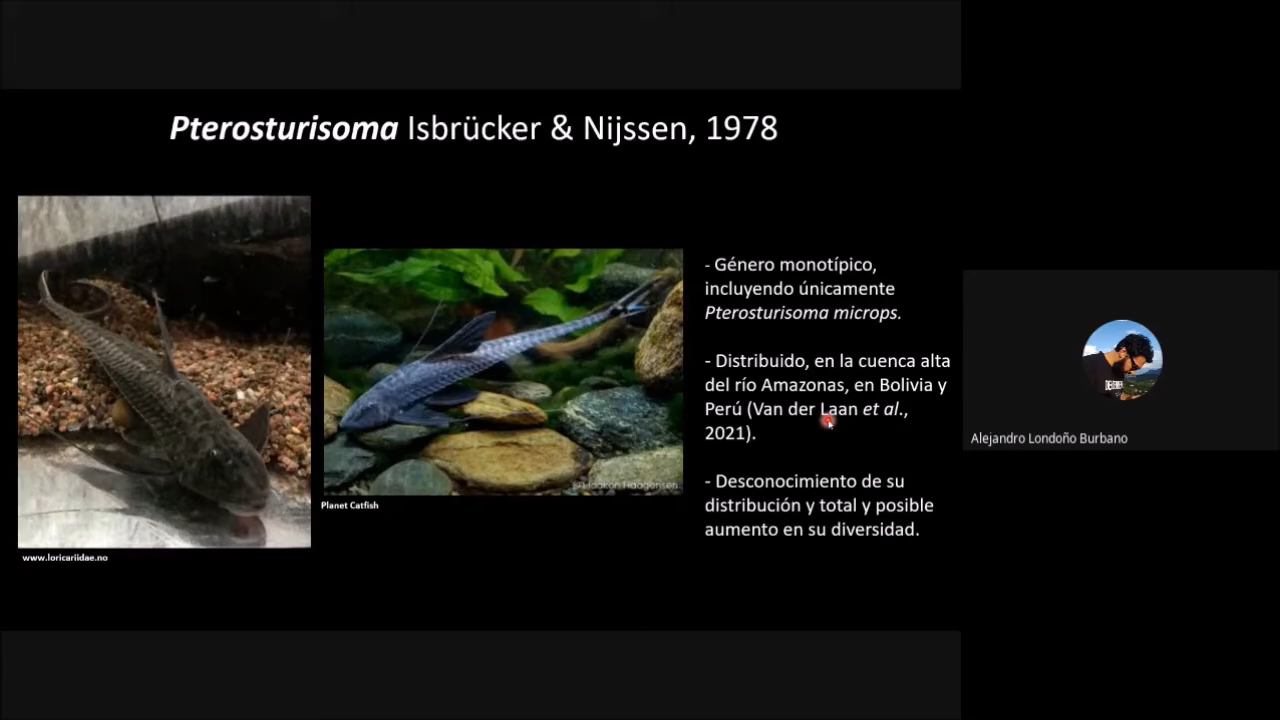 Pterosturisoma Isbrücker & Nijssen, 1978
- Género monotípico,
incluyendo únicamente
Pterosturisoma microps.
- Distribuido, en la cuenca alta
del río Amazonas, en Bolivia y
Perú (Van der Laan et al.,
2021).
- Desconocimiento de su
distribución y total y posible
aumento en su diversidad.
© Haakon Haagensen
Planet Catfish
www.loricariidae.no
Alejandro Londoño Burbano